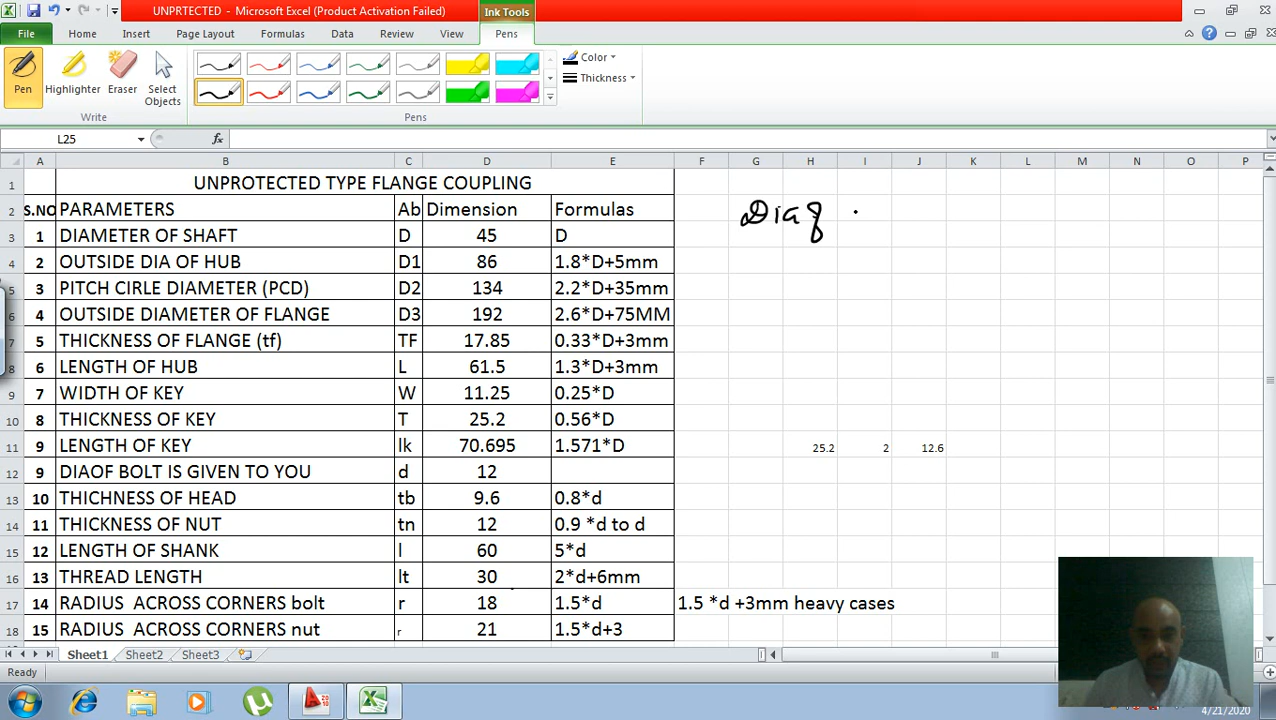 UNPRTECTED - Microsoft Excel (Product Activation Failed)
Ink Tools
File Home Insert Page Layout Formulas Data Review View Pens
Pen Highlighter Eraser Select Objects
Color
Thickness
Write
Pens
L25
fx
A B C D E F G H I J K L M N O P
1 UNPROTECTED TYPE FLANGE COUPLING
2 S.NO PARAMETERS Ab Dimension Formulas
Diaf
3 1 DIAMETER OF SHAFT D 45 D
4 2 OUTSIDE DIA OF HUB D1 86 1.8*D+5mm
5 3 PITCH CIRLE DIAMETER (PCD) D2 134 2.2*D+35mm
6 4 OUTSIDE DIAMETER OF FLANGE D3 192 2.6*D+75MM
7 5 THICKNESS OF FLANGE (tf) TF 17.85 0.33*D+3mm
8 6 LENGTH OF HUB L 61.5 1.3*D+3mm
9 7 WIDTH OF KEY W 11.25 0.25*D
10 8 THICKNESS OF KEY T 25.2 0.56*D
11 9 LENGTH OF KEY lk 70.695 1.571*D 25.2 2 12.6
12 9 DIAOF BOLT IS GIVEN TO YOU d 12
13 10 THICHNESS OF HEAD tb 9.6 0.8*d
14 11 THICKNESS OF NUT tn 12 0.9 *d to d
15 12 LENGTH OF SHANK l 60 5*d
16 13 THREAD LENGTH lt 30 2*d+6mm
17 14 RADIUS ACROSS CORNERS bolt r 18 1.5*d 1.5 *d +3mm heavy cases
18 15 RADIUS ACROSS CORNERS nut r 21 1.5*d+3
Sheet1 Sheet2 Sheet3
Ready
4/21/2020